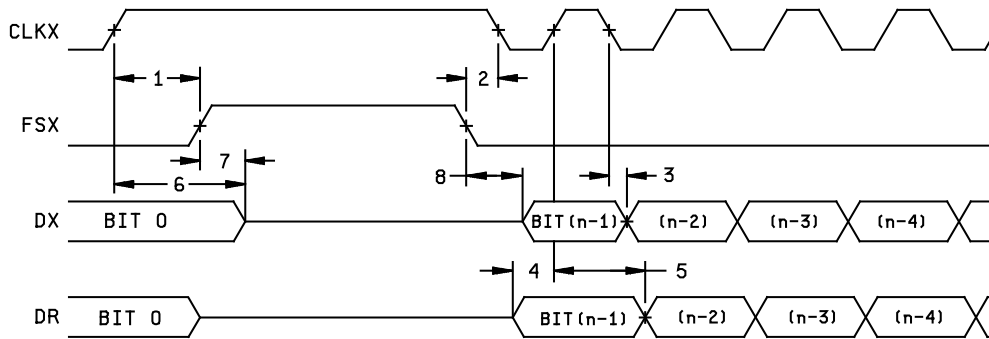 CLKX
1
2
FSX
7
6
8
3
DX
BIT 0
BIT(n-1)
(n-2)
(n-3)
(n-4)
4
5
DR
BIT 0
BIT(n-1)
(n-2)
(n-3)
(n-4)